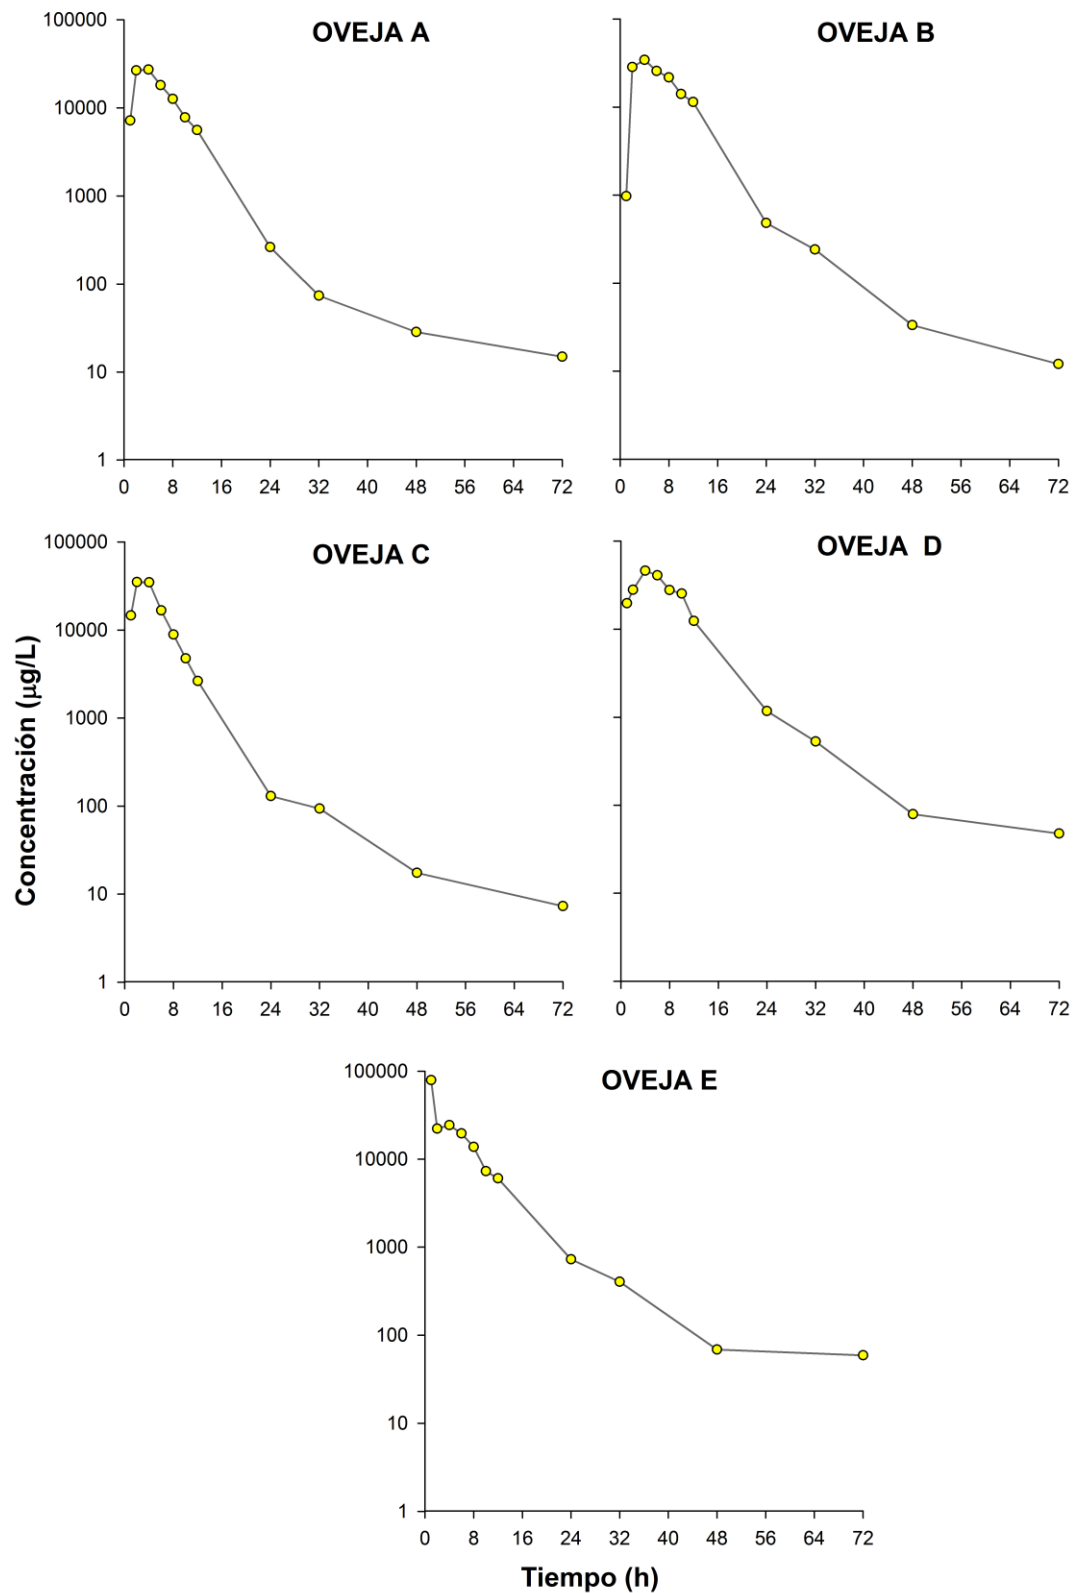 OVEJA A
100000
10000
1000
100
10
1
0 8 16 24 32 40 48 56 64 72
OVEJA B
0 8 16 24 32 40 48 56 64 72
OVEJA C
100000
10000
1000
100
10
1
0 8 16 24 32 40 48 56 64 72
OVEJA D
0 8 16 24 32 40 48 56 64 72
Concentración (µg/L)
OVEJA E
100000
10000
1000
100
10
1
0 8 16 24 32 40 48 56 64 72
Tiempo (h)